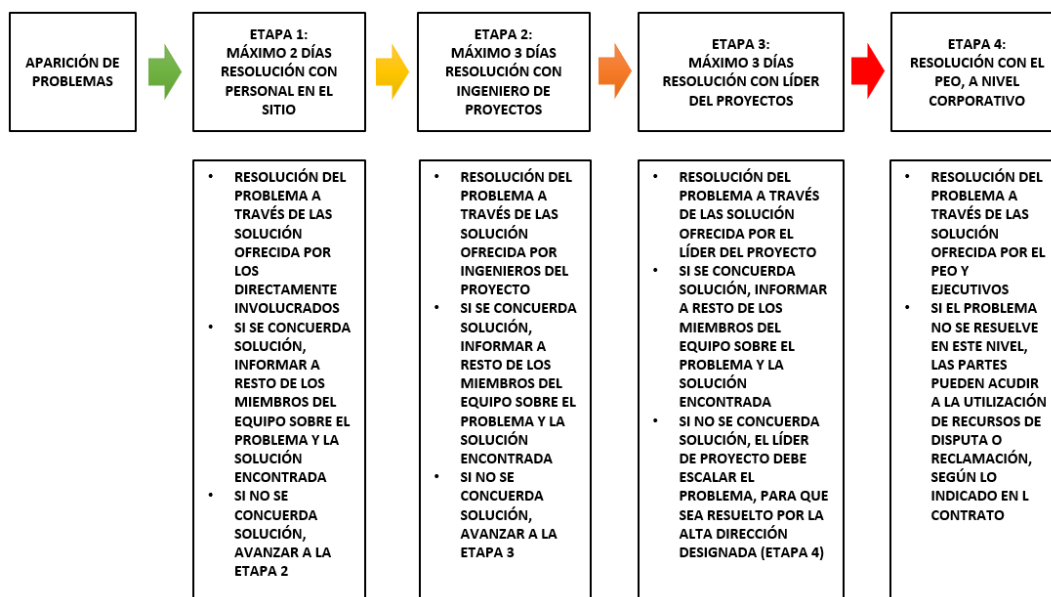 APARICIÓN DE
PROBLEMAS
ETAPA 1:
MÁXIMO 2 DÍAS
RESOLUCIÓN CON
PERSONAL EN EL
SITIO
ETAPA 2:
MÁXIMO 3 DÍAS
RESOLUCIÓN CON
INGENIERO DE
PROYECTOS
ETAPA 3:
MÁXIMO 3 DÍAS
RESOLUCIÓN CON LÍDER
DEL PROYECTOS
ETAPA 4:
RESOLUCIÓN CON EL
PEO, A NIVEL
CORPORATIVO
• RESOLUCIÓN DEL
PROBLEMA A
TRAVÉS DE LAS
SOLUCIÓN
OFRECIDA POR
LOS
DIRECTAMENTE
INVOLUCRADOS
• SI SE CONCUERDA
SOLUCIÓN,
INFORMAR A
RESTO DE LOS
MIEMBROS DEL
EQUIPO SOBRE EL
PROBLEMA Y LA
SOLUCIÓN
ENCONTRADA
• SI NO SE
CONCUERDA
SOLUCIÓN,
AVANZAR A LA
ETAPA 2
• RESOLUCIÓN DEL
PROBLEMA A
TRAVÉS DE LAS
SOLUCIÓN
OFRECIDA POR
INGENIEROS DEL
PROYECTO
• SI SE CONCUERDA
SOLUCIÓN,
INFORMAR A
RESTO DE LOS
MIEMBROS DEL
EQUIPO SOBRE EL
PROBLEMA Y LA
SOLUCIÓN
ENCONTRADA
• SI NO SE
CONCUERDA
SOLUCIÓN,
AVANZAR A LA
ETAPA 3
• RESOLUCIÓN DEL
PROBLEMA A TRAVÉS
DE LAS SOLUCIÓN
OFRECIDA POR EL
LÍDER DEL PROYECTO
• SI SE CONCUERDA
SOLUCIÓN, INFORMAR
A RESTO DE LOS
MIEMBROS DEL
EQUIPO SOBRE EL
PROBLEMA Y LA
SOLUCIÓN
ENCONTRADA
• SI NO SE CONCUERDA
SOLUCIÓN, EL LÍDER
DE PROYECTO DEBE
ESCALAR EL
PROBLEMA, PARA QUE
SEA RESUELTO POR LA
ALTA DIRECCIÓN
DESIGNADA (ETAPA 4)
• RESOLUCIÓN DEL
PROBLEMA A
TRAVÉS DE LAS
SOLUCIÓN
OFRECIDA POR EL
PEO Y
EJECUTIVOS
• SI EL PROBLEMA
NO SE RESUELVE
EN ESTE NIVEL,
LAS PARTES
PUEDEN ACUDIR
A LA UTILIZACIÓN
DE RECURSOS DE
DISPUTA O
RECLAMACIÓN,
SEGÚN LO
INDICADO EN L
CONTRATO